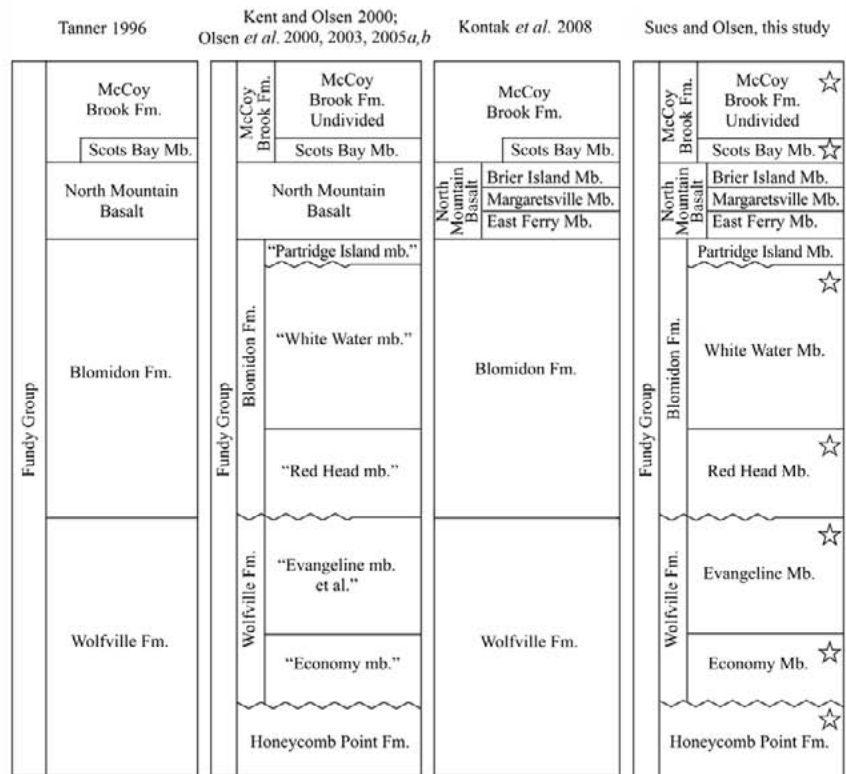 Tanner 1996
Kent and Olsen 2000;
Olsen et al. 2000, 2003, 2005a,b
Kontak et al. 2008
Sues and Olsen, this study
Fundy Group
McCoy
Brook Fm.
Scots Bay Mb.
North Mountain
Basalt
Blomidon Fm.
Wolfville Fm.
Fundy Group
McCoy
Brook Fm.
McCoy
Brook Fm.
Undivided
Scots Bay Mb.
North Mountain
Basalt
Blomidon Fm.
“Partridge Island mb.”
“White Water mb.”
“Red Head mb.”
Wolfville Fm.
“Evangeline mb.
et al.”
“Economy mb.”
Honeycomb Point Fm.
McCoy
Brook Fm.
Scots Bay Mb.
North
Mountain
Basalt
Brier Island Mb.
Margaretsville Mb.
East Ferry Mb.
Blomidon Fm.
Wolfville Fm.
Fundy Group
McCoy
Brook Fm.
McCoy
Brook Fm.
Undivided
Scots Bay Mb.
North
Mountain
Basalt
Brier Island Mb.
Margaretsville Mb.
East Ferry Mb.
Blomidon Fm.
Partridge Island Mb.
White Water Mb.
Red Head Mb.
Wolfville Fm.
Evangeline Mb.
Economy Mb.
Honeycomb Point Fm.